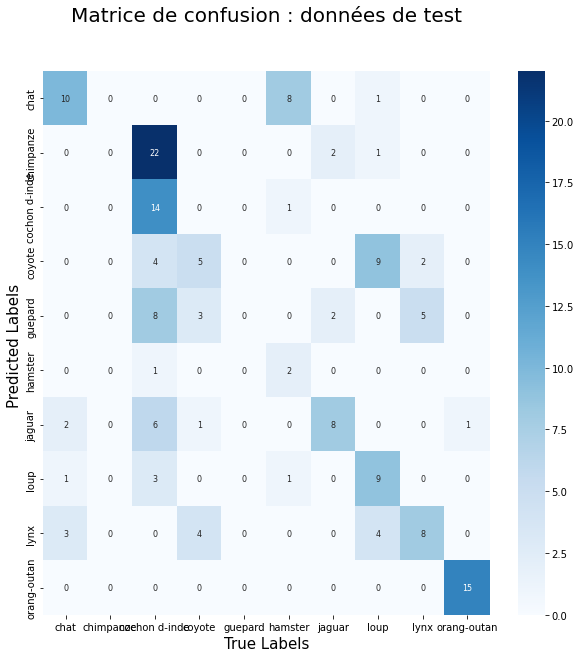 Matrice de confusion : données de test
chat 10 0 0 0 0 8 0 1 0 0
chimpanze 0 0 22 0 0 0 2 1 0 0
cochon d-inde 0 0 14 0 0 1 0 0 0 0
coyote 0 0 4 5 0 0 0 9 2 0
guepard 0 0 8 3 0 0 2 0 5 0
hamster 0 0 1 0 0 2 0 0 0 0
jaguar 2 0 6 1 0 0 8 0 0 1
loup 1 0 3 0 0 1 0 9 0 0
lynx 3 0 0 4 0 0 0 4 8 0
orang-outan 0 0 0 0 0 0 0 0 0 15
Predicted Labels
chat chimpanze cochon d-inde coyote guepard hamster jaguar loup lynx orang-outan
True Labels
20.0
17.5
15.0
12.5
10.0
7.5
5.0
2.5
0.0